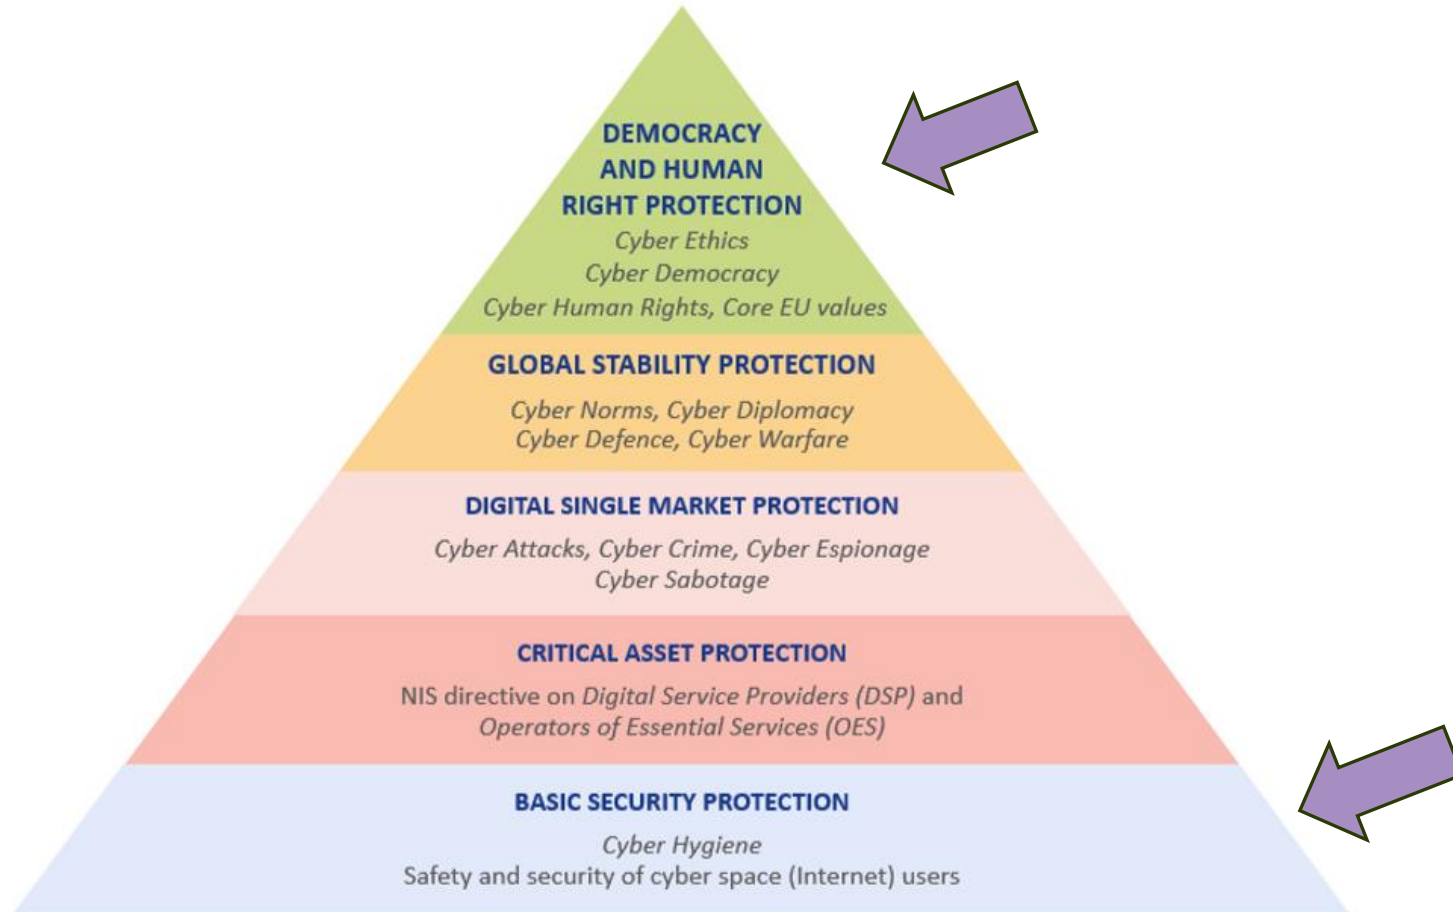 DEMOCRACY
AND HUMAN
RIGHT PROTECTION
Cyber Ethics
Cyber Democracy
Cyber Human Rights, Core EU values
GLOBAL STABILITY PROTECTION
Cyber Norms, Cyber Diplomacy
Cyber Defence, Cyber Warfare
DIGITAL SINGLE MARKET PROTECTION
Cyber Attacks, Cyber Crime, Cyber Espionage
Cyber Sabotage
CRITICAL ASSET PROTECTION
NIS directive on Digital Service Providers (DSP) and
Operators of Essential Services (OES)
BASIC SECURITY PROTECTION
Cyber Hygiene
Safety and security of cyber space (Internet) users